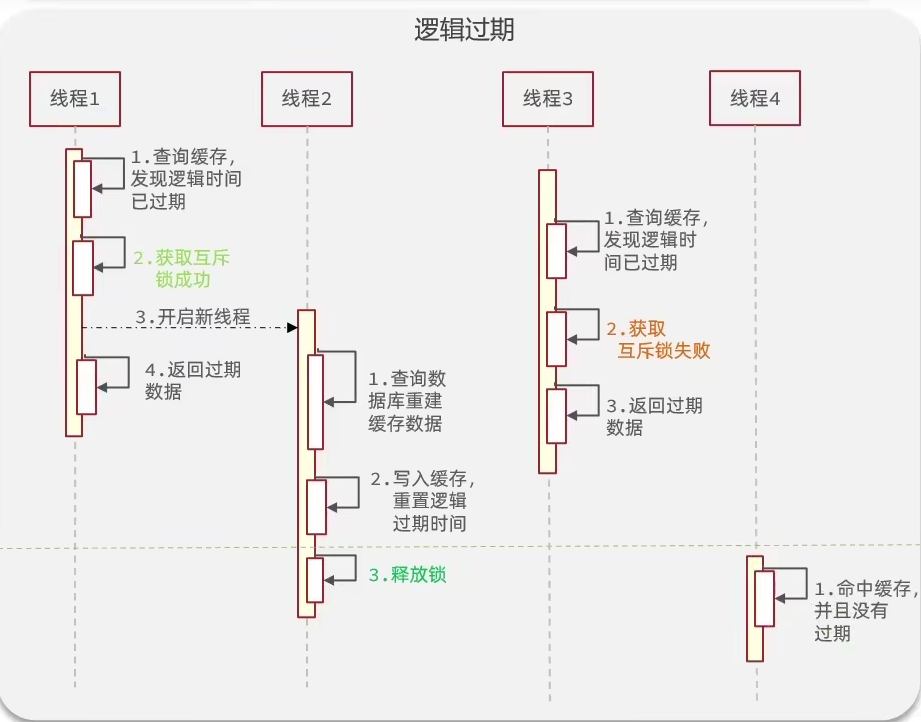 逻辑过期
线程1
线程2
线程3
线程4
1.查询缓存，
发现逻辑时间
已过期
2.获取互斥
锁成功
3.开启新线程
4.返回过期
数据
1.查询数
据库重建
缓存数据
2.写入缓存，
重置逻辑
过期时间
3.释放锁
1.查询缓存，
发现逻辑时
间已过期
2.获取
互斥锁失败
3.返回过期
数据
1.命中缓存，
并且没有
过期